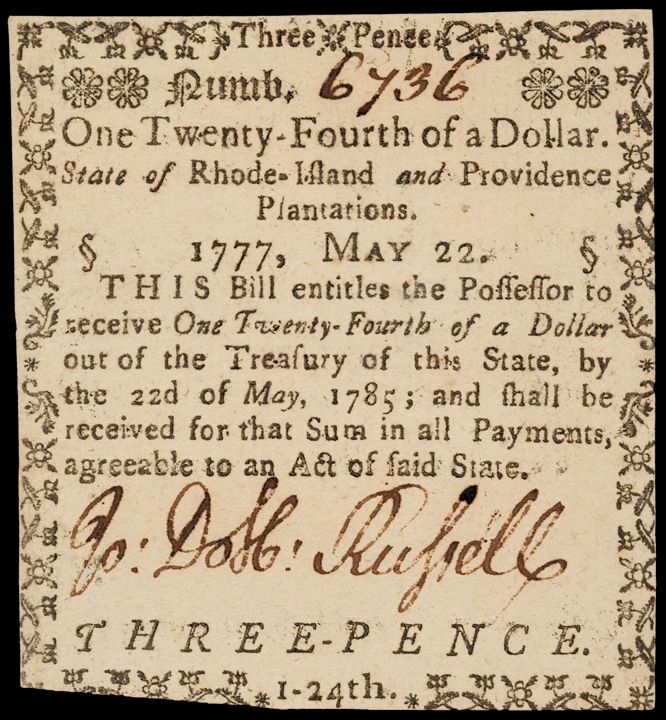 Three Pence
Numb. 6736
One Twenty-Fourth of a Dollar.
State of Rhode-Iſland and Providence
Plantations.
§ 1777, MAY 22. §
THIS Bill entitles the Poſſeſſor to
receive One Twenty-Fourth of a Dollar
out of the Treaſury of this State, by
the 22d of May, 1785; and ſhall be
received for that Sum in all Payments,
agreeable to an Act of ſaid State.
Jo: Russell
THREE-PENCE.
1-24th.